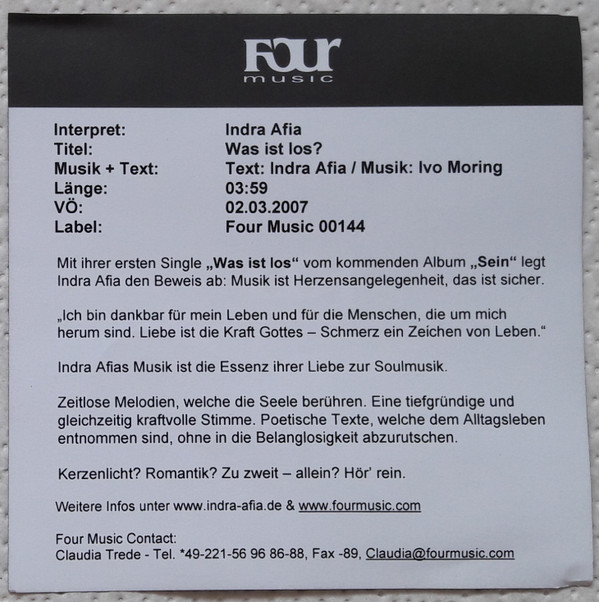 Four
music
Interpret: Indra Afia
Titel: Was ist los?
Musik + Text: Text: Indra Afia / Musik: Ivo Moring
Länge: 03:59
VÖ: 02.03.2007
Label: Four Music 00144
Mit ihrer ersten Single „Was ist los“ vom kommenden Album „Sein“ legt
Indra Afia den Beweis ab: Musik ist Herzensangelegenheit, das ist sicher.
„Ich bin dankbar für mein Leben und für die Menschen, die um mich
herum sind. Liebe ist die Kraft Gottes – Schmerz ein Zeichen von Leben.“
Indra Afias Musik ist die Essenz ihrer Liebe zur Soulmusik.
Zeitlose Melodien, welche die Seele berühren. Eine tiefgründige und
gleichzeitig kraftvolle Stimme. Poetische Texte, welche dem Alltagsleben
entnommen sind, ohne in die Belanglosigkeit abzurutschen.
Kerzenlicht? Romantik? Zu zweit – allein? Hör’ rein.
Weitere Infos unter www.indra-afia.de & www.fourmusic.com
Four Music Contact:
Claudia Trede - Tel. *49-221-56 96 86-88, Fax -89, Claudia@fourmusic.com